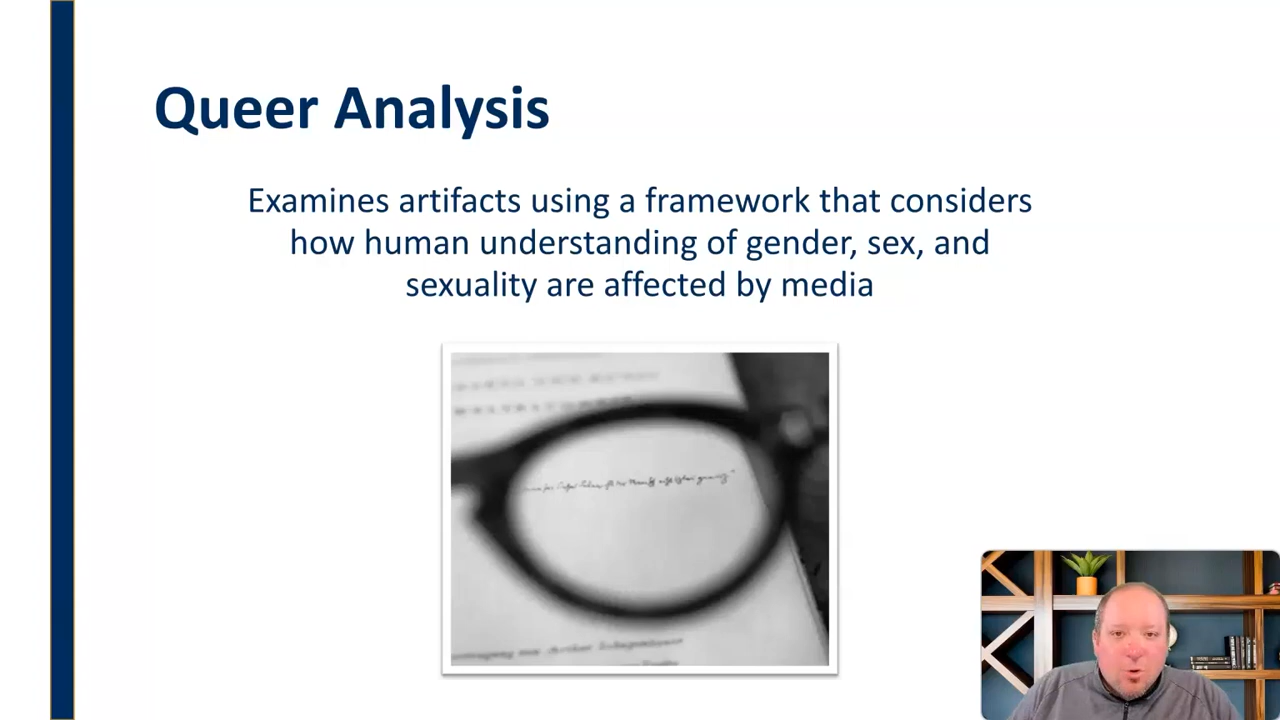 Queer Analysis
Examines artifacts using a framework that considers
how human understanding of gender, sex, and
sexuality are affected by media